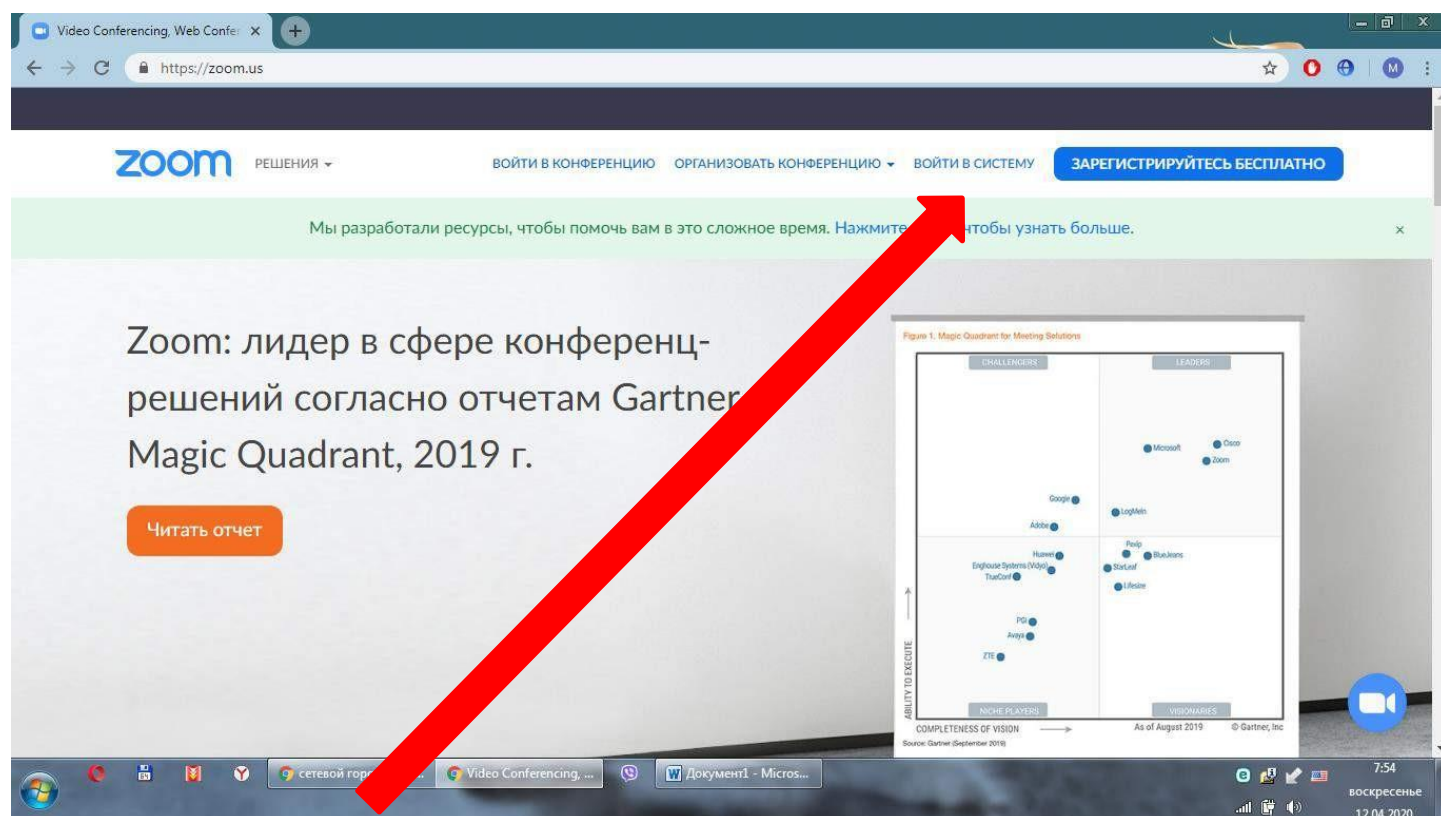 Video Conferencing, Web Confe
https://zoom.us
M
zoom
РЕШЕНИЯ
ВОЙТИ В КОНФЕРЕНЦИЮ
ОРГАНИЗОВАТЬ КОНФЕРЕНЦИЮ
ВОЙТИ В СИСТЕМУ
ЗАРЕГИСТРИРУЙТЕСЬ БЕСПЛАТНО
Мы разработали ресурсы, чтобы помочь вам в это сложное время. Нажмите чтобы узнать больше.
Zoom: лидер в сфере конференц-
решений согласно отчетам Gartner
Magic Quadrant, 2019 г.
Читать отчет
Figure 1. Magic Quadrant for Meeting Solutions
CHALLENGERS
LEADERS
Microsoft
Cisco
Zoom
Google
LogMeIn
Adobe
Pexip
Huawei
BlueJeans
Enghouse Systems (Vidyo)
StarLeaf
TrueConf
Lifesize
PGi
Avaya
ZTE
ABILITY TO EXECUTE
NICHE PLAYERS
VISIONARIES
COMPLETENESS OF VISION
As of August 2019
© Gartner, Inc
Source: Gartner (September 2019)
сетевой горо
Video Conferencing, ...
Документ1 - Micros...
7:54
воскресенье
12.04.2020